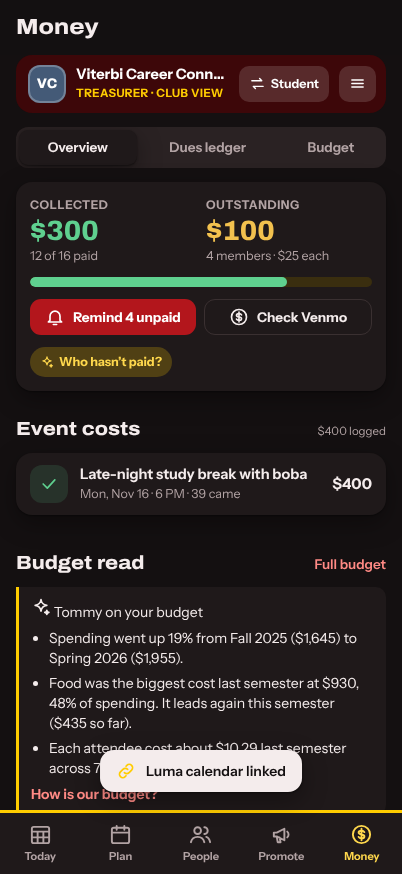 Money
VC
Viterbi Career Conn...
TREASURER · CLUB VIEW
Student
Overview
Dues ledger
Budget
COLLECTED
OUTSTANDING
$300
$100
12 of 16 paid
4 members · $25 each
Remind 4 unpaid
Check Venmo
Who hasn't paid?
Event costs
$400 logged
Late-night study break with boba
Mon, Nov 16 · 6 PM · 39 came
$400
Budget read
Full budget
Tommy on your budget
• Spending went up 19% from Fall 2025 ($1,645) to
Spring 2026 ($1,955).
• Food was the biggest cost last semester at $930,
48% of spending. It leads again this semester
($435 so far).
• Each attendee cost about $10.29 last semester
across 7
Luma calendar linked
How is our budget?
Today
Plan
People
Promote
Money